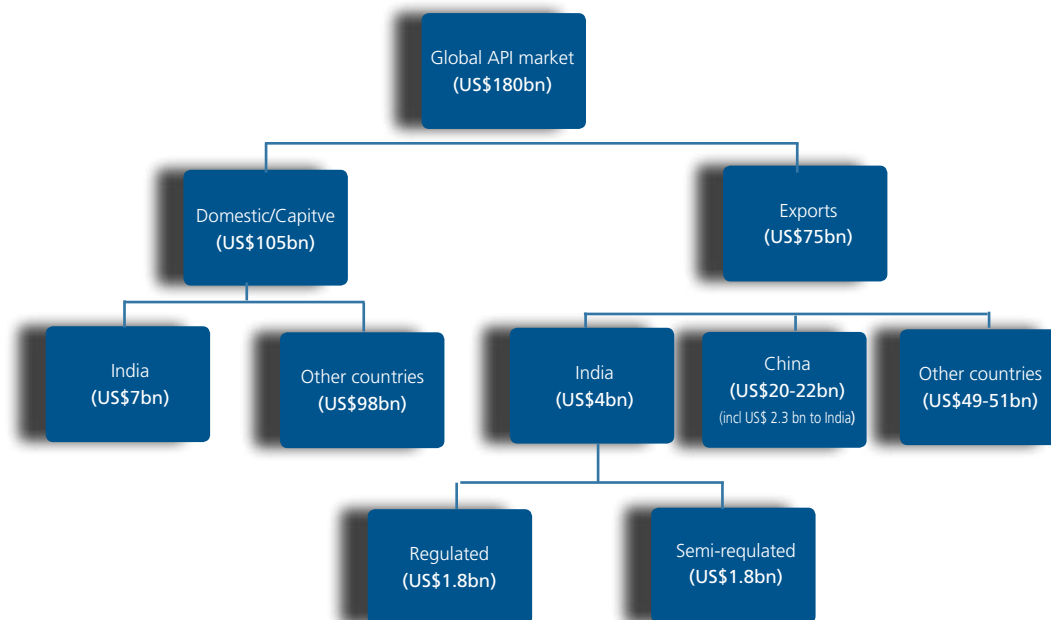 Global API market
(US$180bn)
Domestic/Capitve
(US$105bn)
Exports
(US$75bn)
India
(US$7bn)
Other countries
(US$98bn)
India
(US$4bn)
China
(US$20-22bn)
(incl US$ 2.3 bn to India)
Other countries
(US$49-51bn)
Regulated
(US$1.8bn)
Semi-requlated
(US$1.8bn)